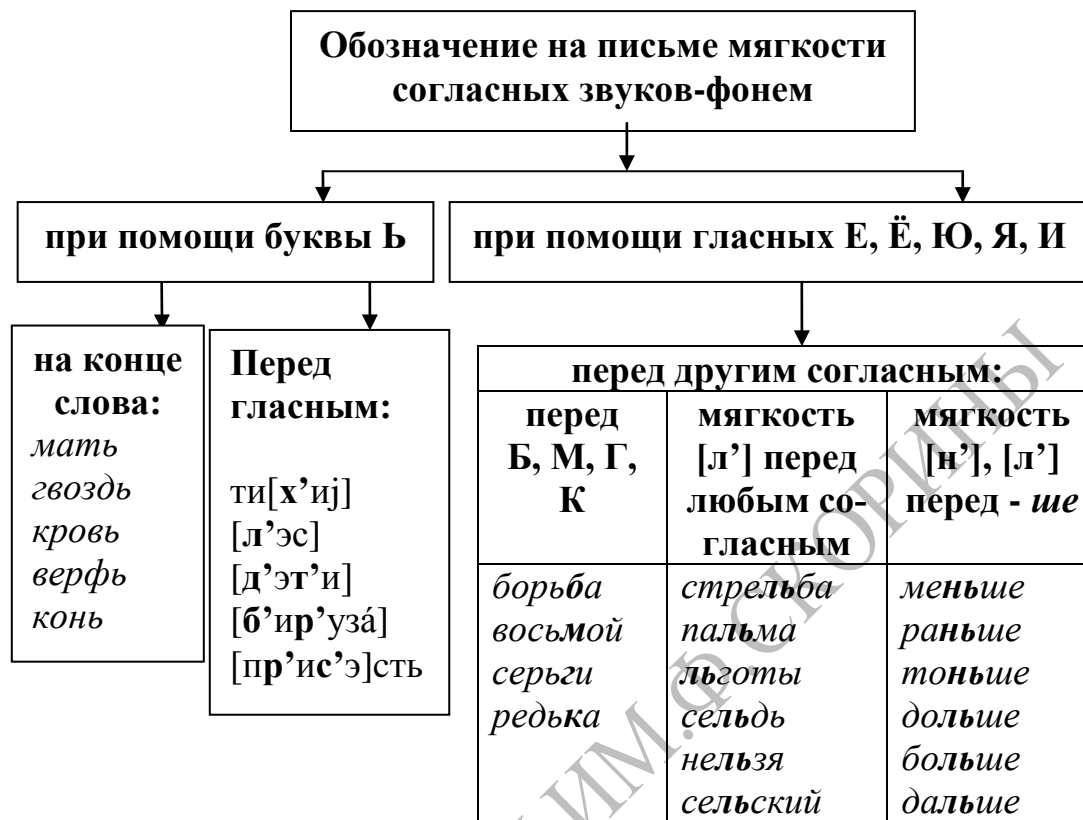 Обозначение на письме мягкости
согласных звуков-фонем
при помощи буквы Ь
при помощи гласных Е, Ё, Ю, Я, И
на конце
слова:
мать
гвоздь
кровь
верфь
конь
Перед
гласным:
ти[х’иj]
[л’эс]
[д’эт’и]
[б’ир’узá]
[пр’ис’э]сть
перед другим согласным:
перед
Б, М, Г,
К
борьба
восьмой
серьги
редька
мягкость
[л’] перед
любым со-
гласным
стрельба
пальма
льготы
сельдь
нельзя
сельский
мягкость
[н’], [л’]
перед - ше
меньше
раньше
тоньше
дольше
больше
дальше
ИМ.Ф.СКОРИНЫ